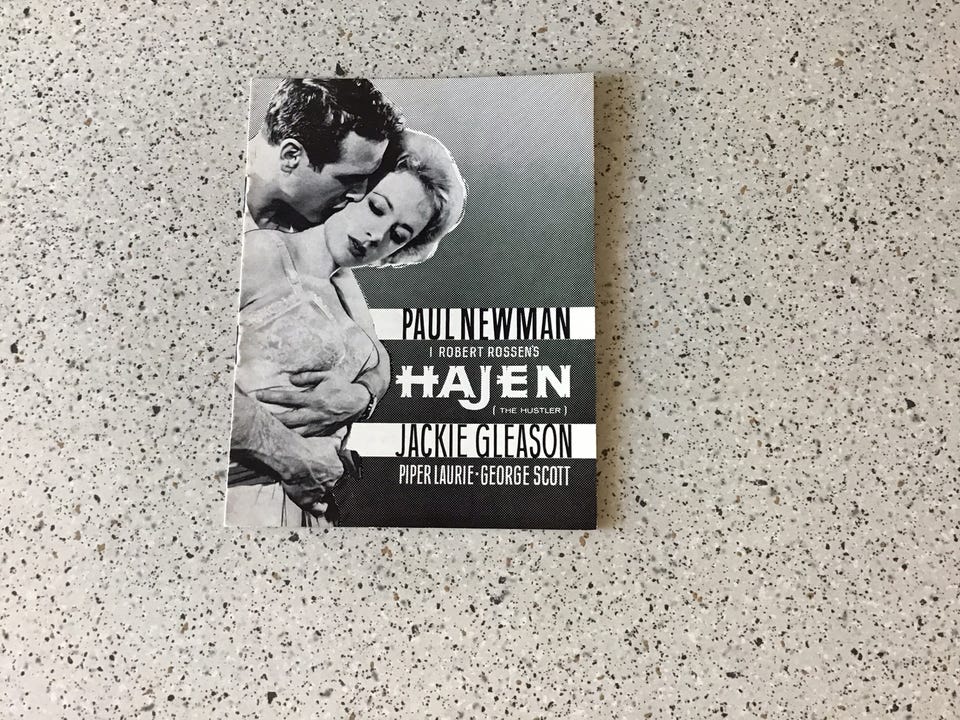 PAUL NEWMAN
I ROBERT ROSSEN'S
HAJEN
( THE HUSTLER )
JACKIE GLEASON
PIPER LAURIE · GEORGE SCOTT